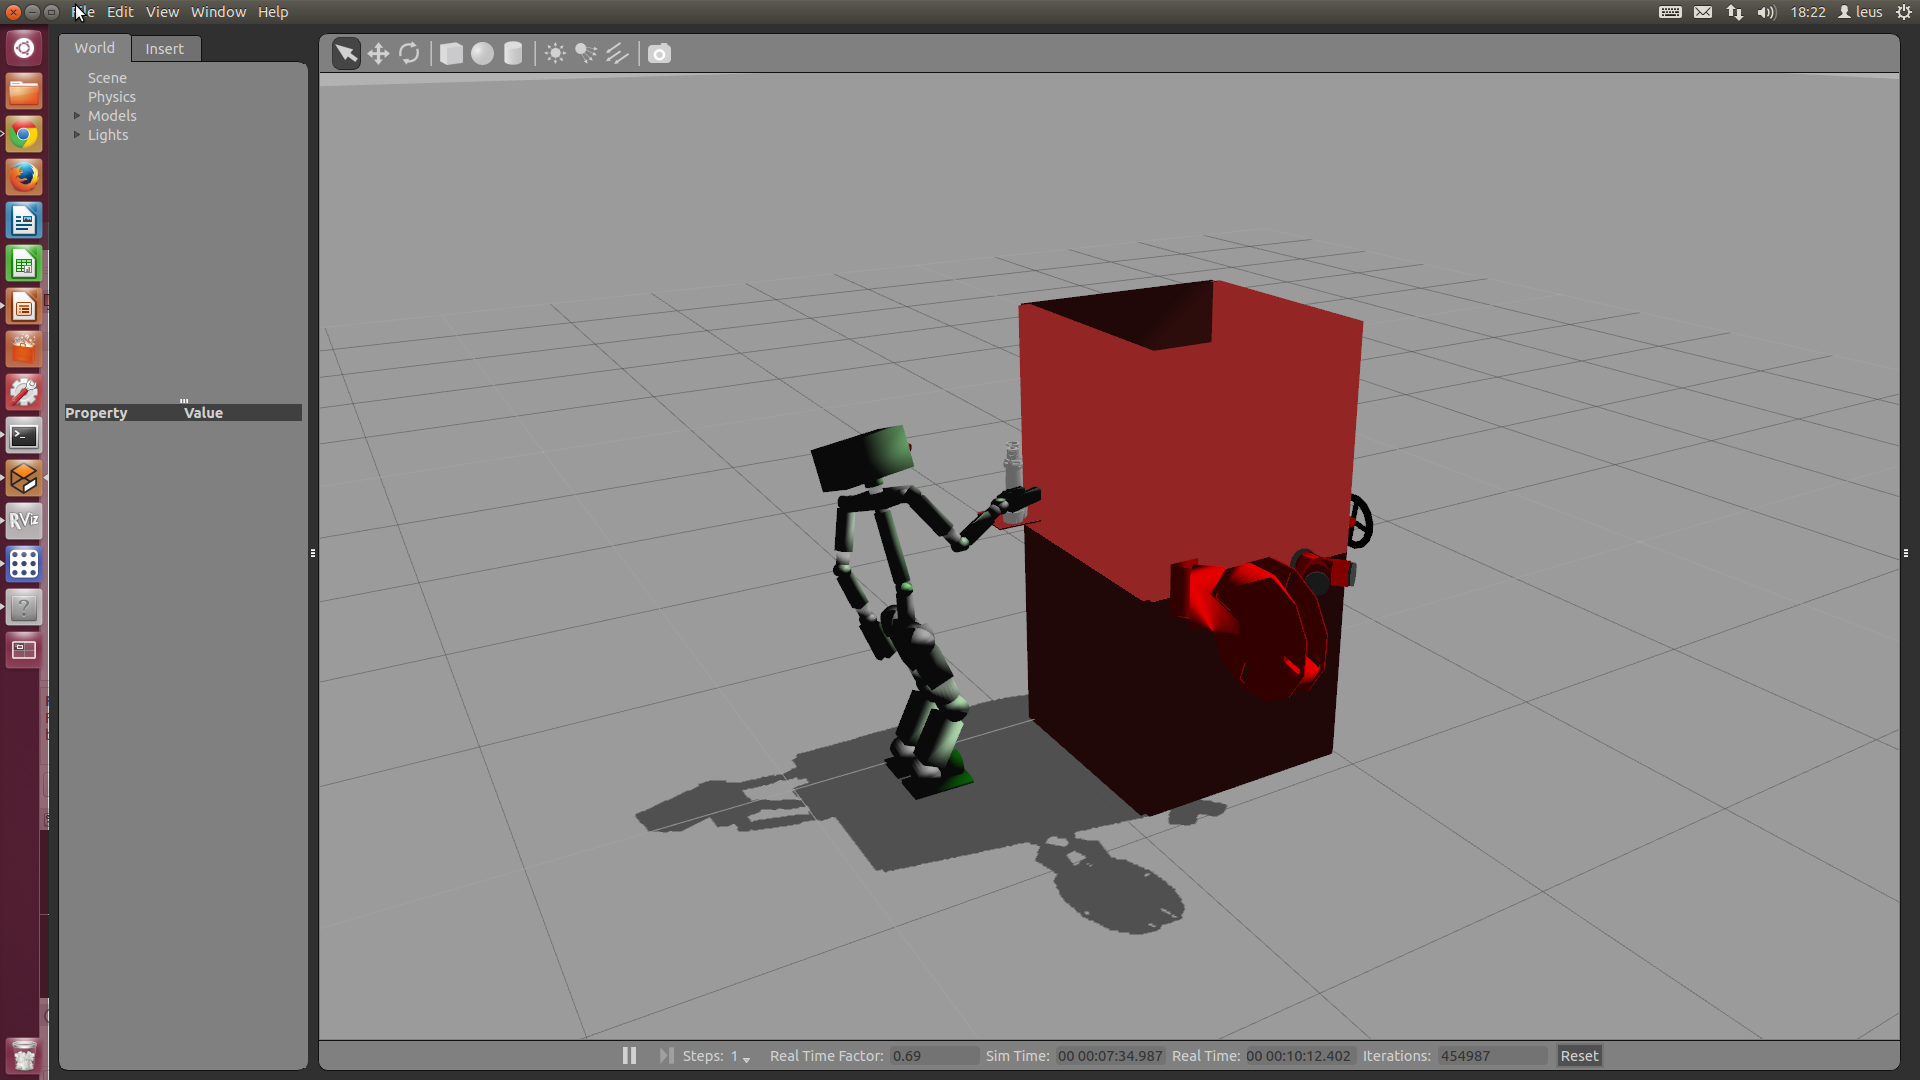 File Edit View Window Help
18:22 leus
World Insert
Scene
Physics
Models
Lights
Property Value
RViz
Steps: 1 Real Time Factor: 0.69 Sim Time: 00 00:07:34.987 Real Time: 00 00:10:12.402 Iterations: 454987 Reset